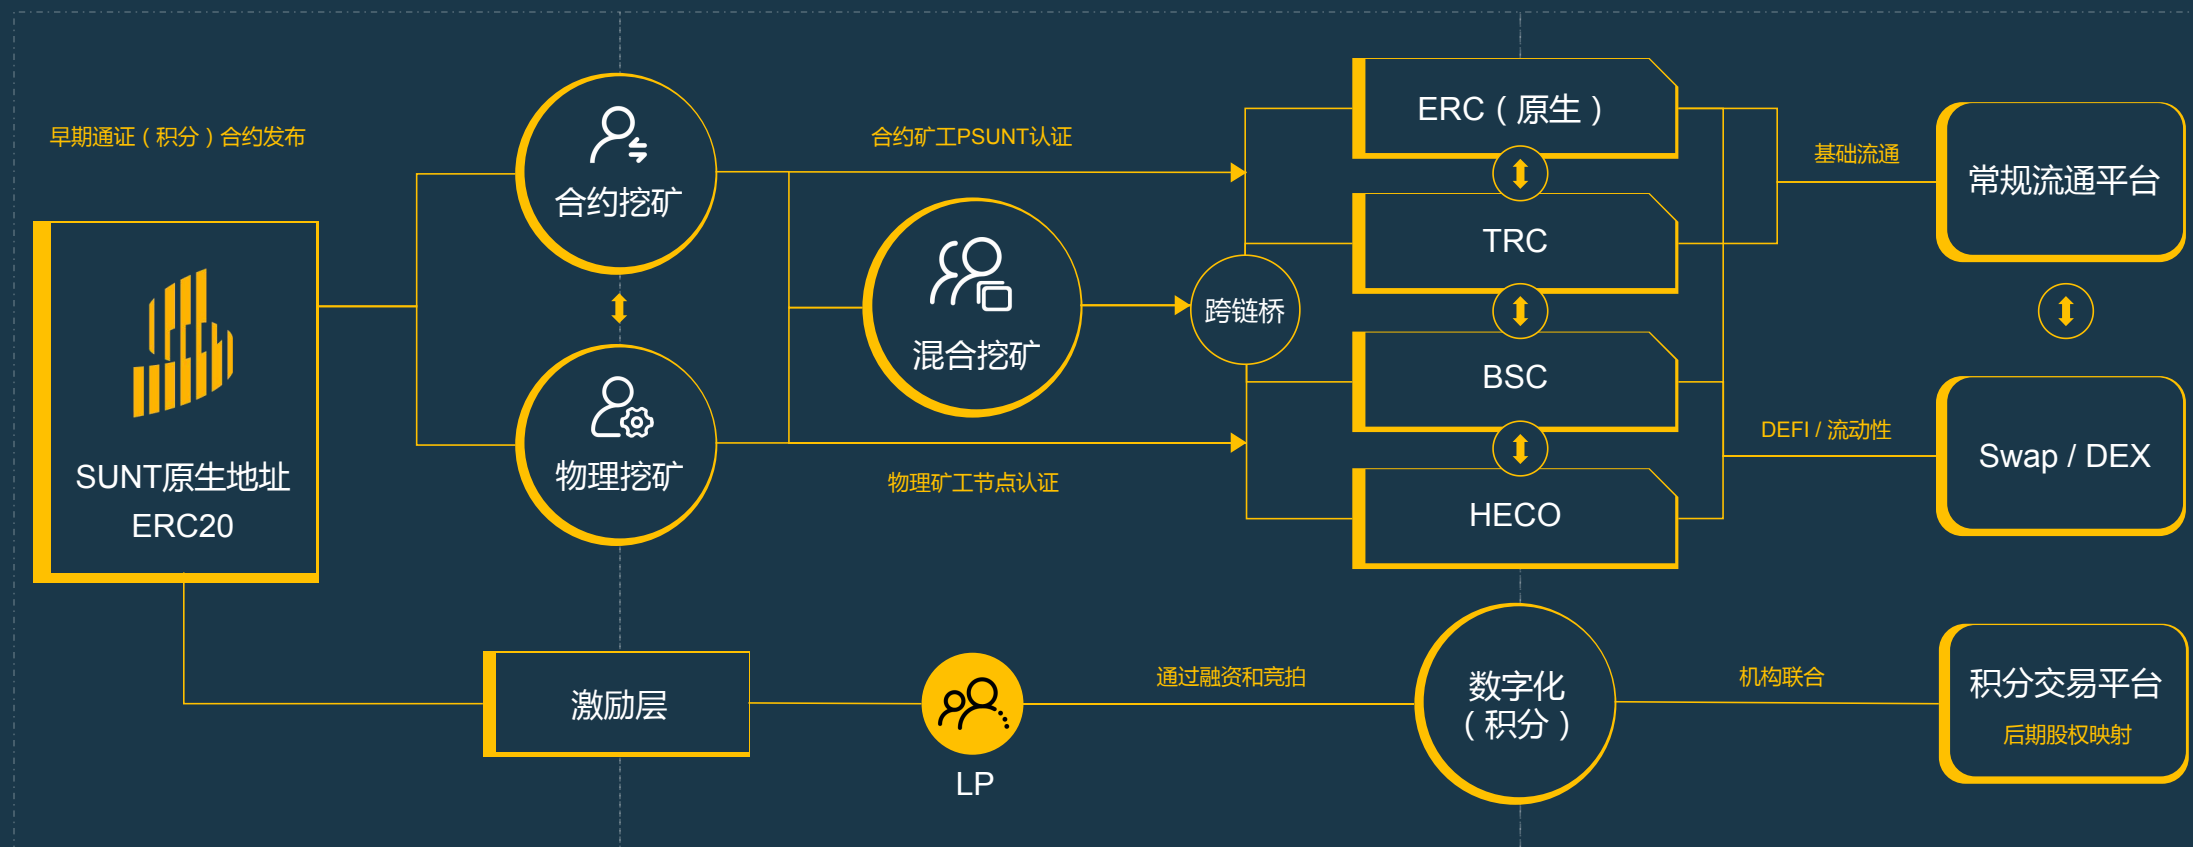 早期通证（积分）合约发布
合约挖矿
合约矿工PSUNT认证
ERC（原生）
基础流通
常规流通平台
TRC
混合挖矿
跨链桥
BSC
物理挖矿
物理矿工节点认证
DEFI / 流动性
Swap / DEX
HECO
SUNT原生地址
ERC20
激励层
LP
通过融资和竞拍
数字化
（积分）
机构联合
积分交易平台
后期股权映射